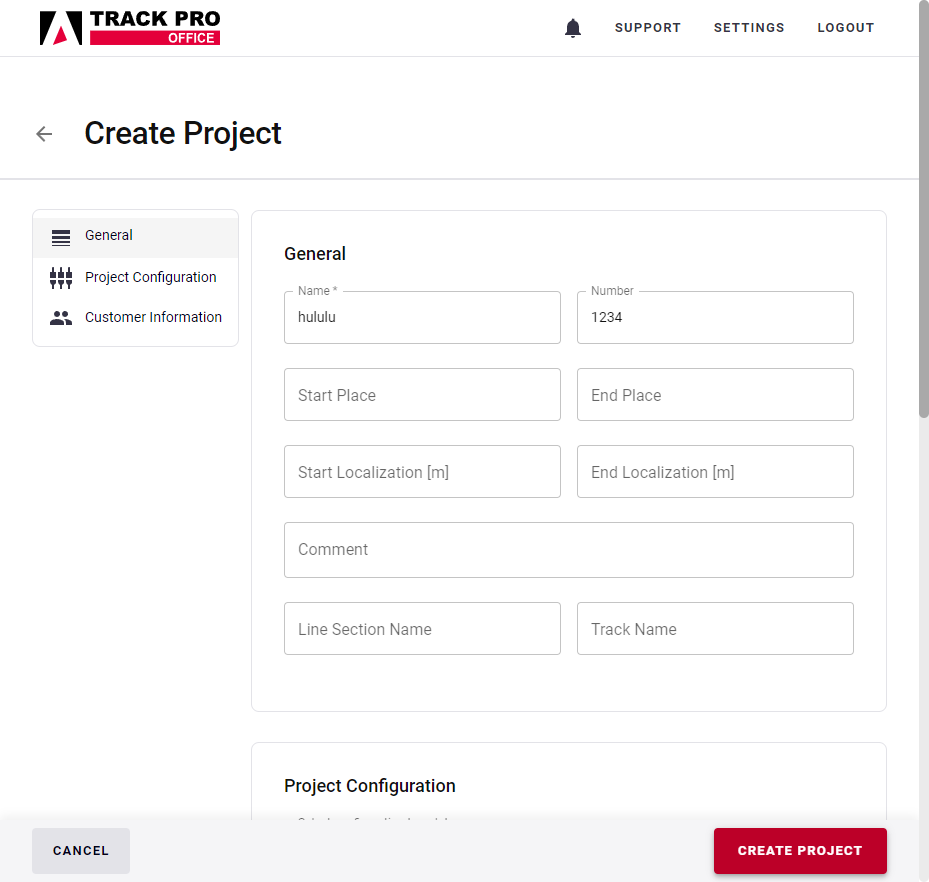 TRACK PRO
OFFICE
SUPPORT SETTINGS LOGOUT
Create Project
General
Project Configuration
Customer Information
General
Name * Number
hululu 1234
Start Place End Place
Start Localization [m] End Localization [m]
Comment
Line Section Name Track Name
Project Configuration
CANCEL CREATE PROJECT